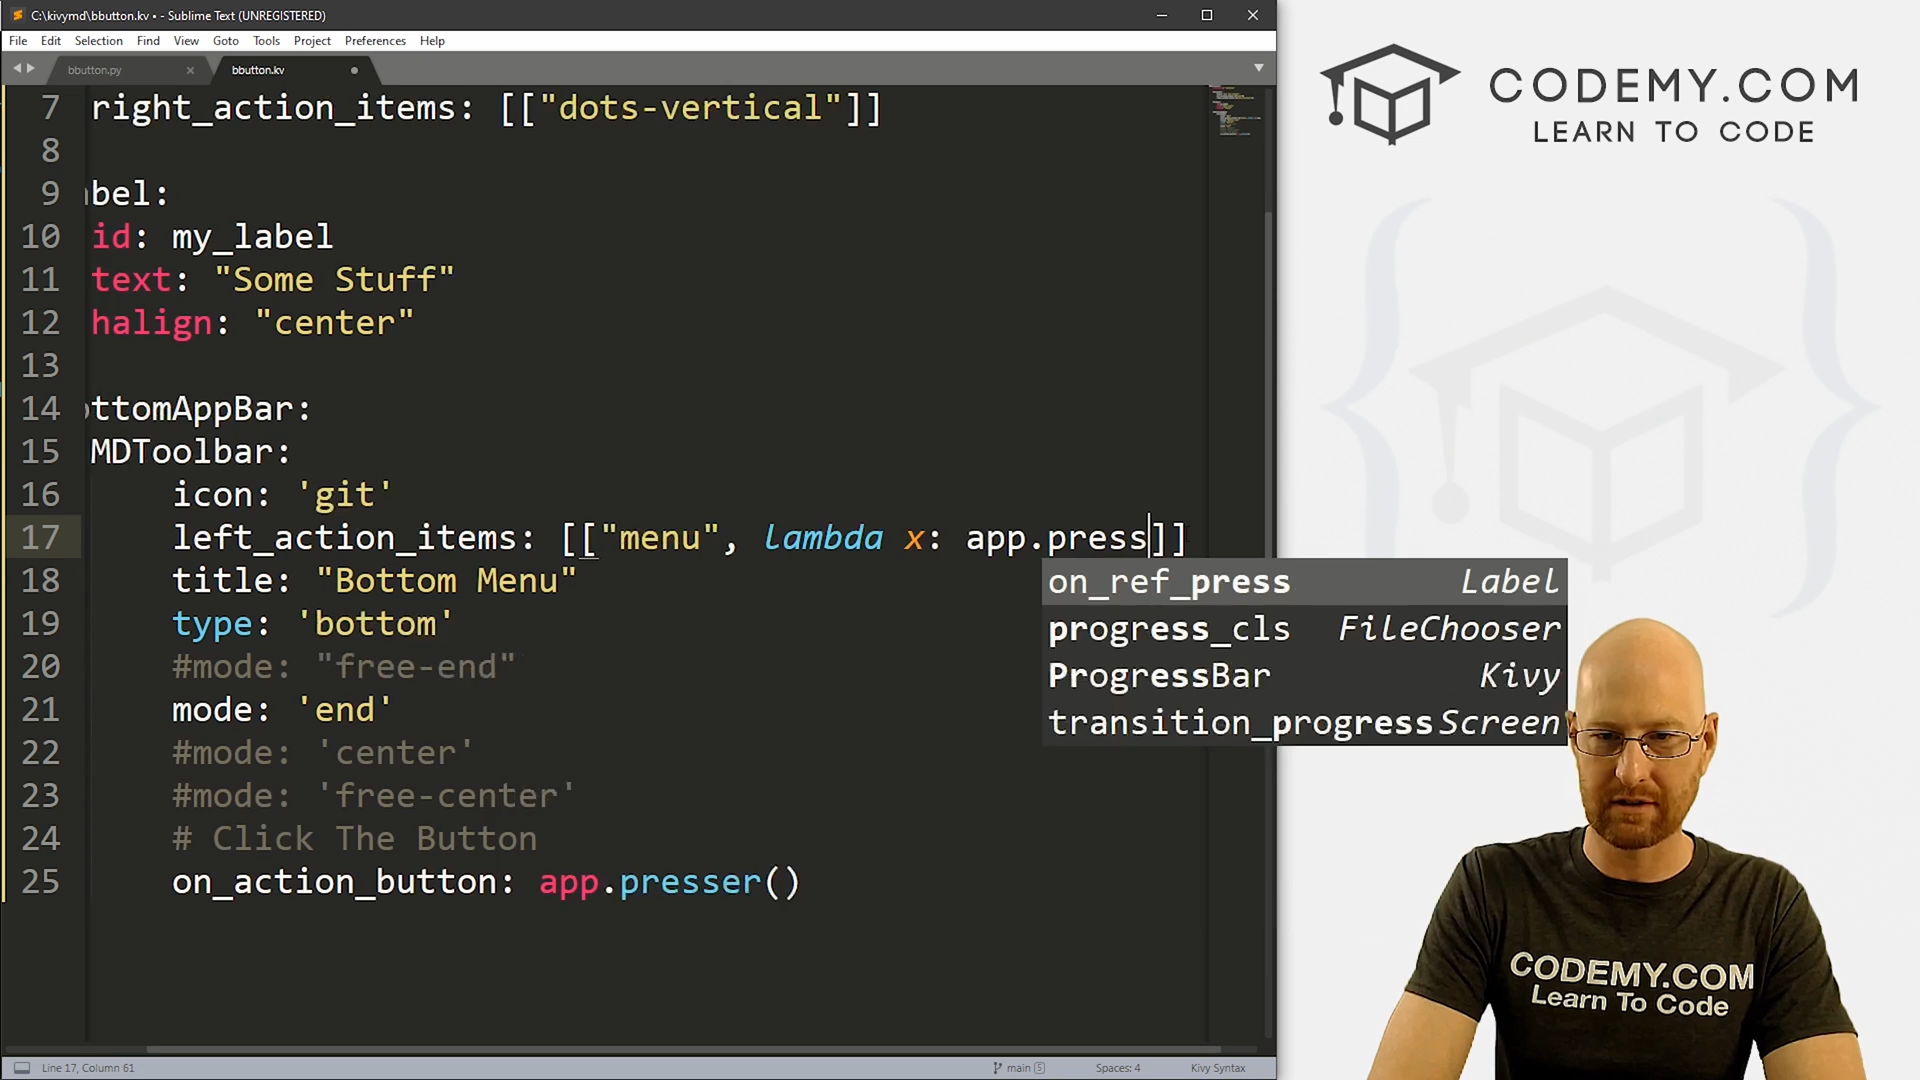 C:\kivymd\bbutton.kv • - Sublime Text (UNREGISTERED)
File Edit Selection Find View Goto Tools Project Preferences Help
bbutton.py
bbutton.kv
7 right_action_items: [["dots-vertical"]]
8
9 abel:
10 id: my_label
11 text: "Some Stuff"
12 halign: "center"
13
14 ottomAppBar:
15 MDToolbar:
16 icon: 'git'
17 left_action_items: [["menu", lambda x: app.press]]
18 title: "Bottom Menu"
19 type: 'bottom'
20 #mode: "free-end"
21 mode: 'end'
22 #mode: 'center'
23 #mode: 'free-center'
24 # Click The Button
25 on_action_button: app.presser()
on_ref_press Label
progress_cls FileChooser
ProgressBar Kivy
transition_progress Screen
Line 17, Column 61
main 5
Spaces: 4
Kivy Syntax
CODEMY.COM
LEARN TO CODE
CODEMY.COM
Learn To Code